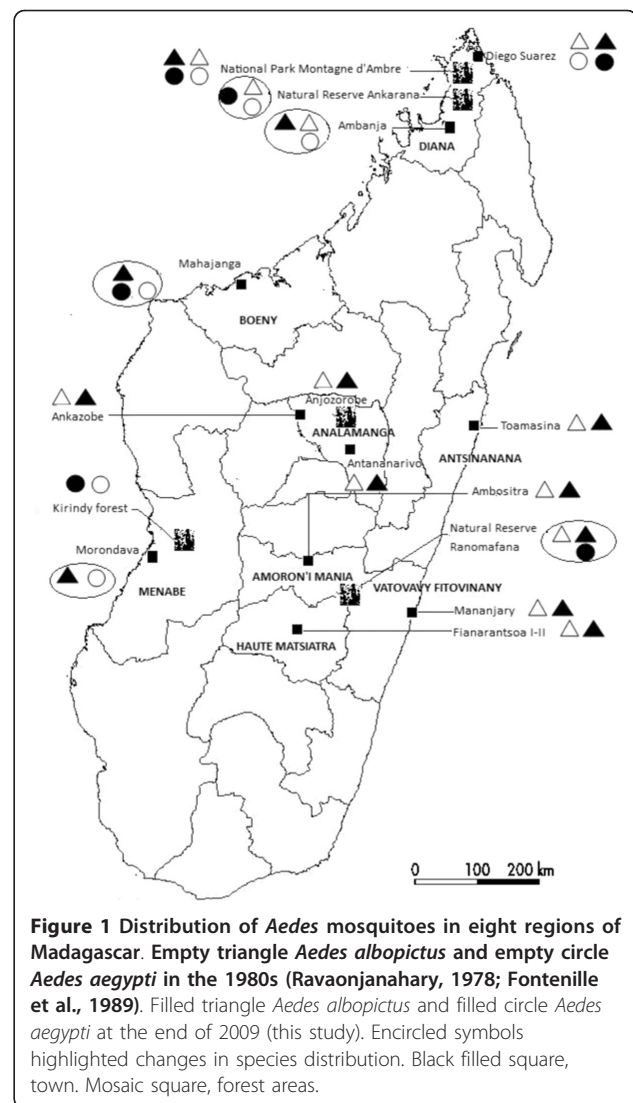 Diego Suarez
National Park Montagne d'Ambre
Natural Reserve Ankarana
Ambanja
DIANA
Mahajanga
BOENY
Anjozorobe
Ankazobe
Toamasina
ANALAMANGA
ANTSINANANA
Antananarivo
Ambositra
Kirindy forest
Natural Reserve
Ranomafana
Morondava
AMORON'I MANIA
VATOVAVY FITOVINANY
MENABE
Mananjary
HAUTE MATSIATRA
Fianarantsoa I-II
0 100 200 km
Figure 1 Distribution of Aedes mosquitoes in eight regions of
Madagascar. Empty triangle Aedes albopictus and empty circle
Aedes aegypti in the 1980s (Ravaonjanahary, 1978; Fontenille
et al., 1989). Filled triangle Aedes albopictus and filled circle Aedes
aegypti at the end of 2009 (this study). Encircled symbols
highlighted changes in species distribution. Black filled square,
town. Mosaic square, forest areas.